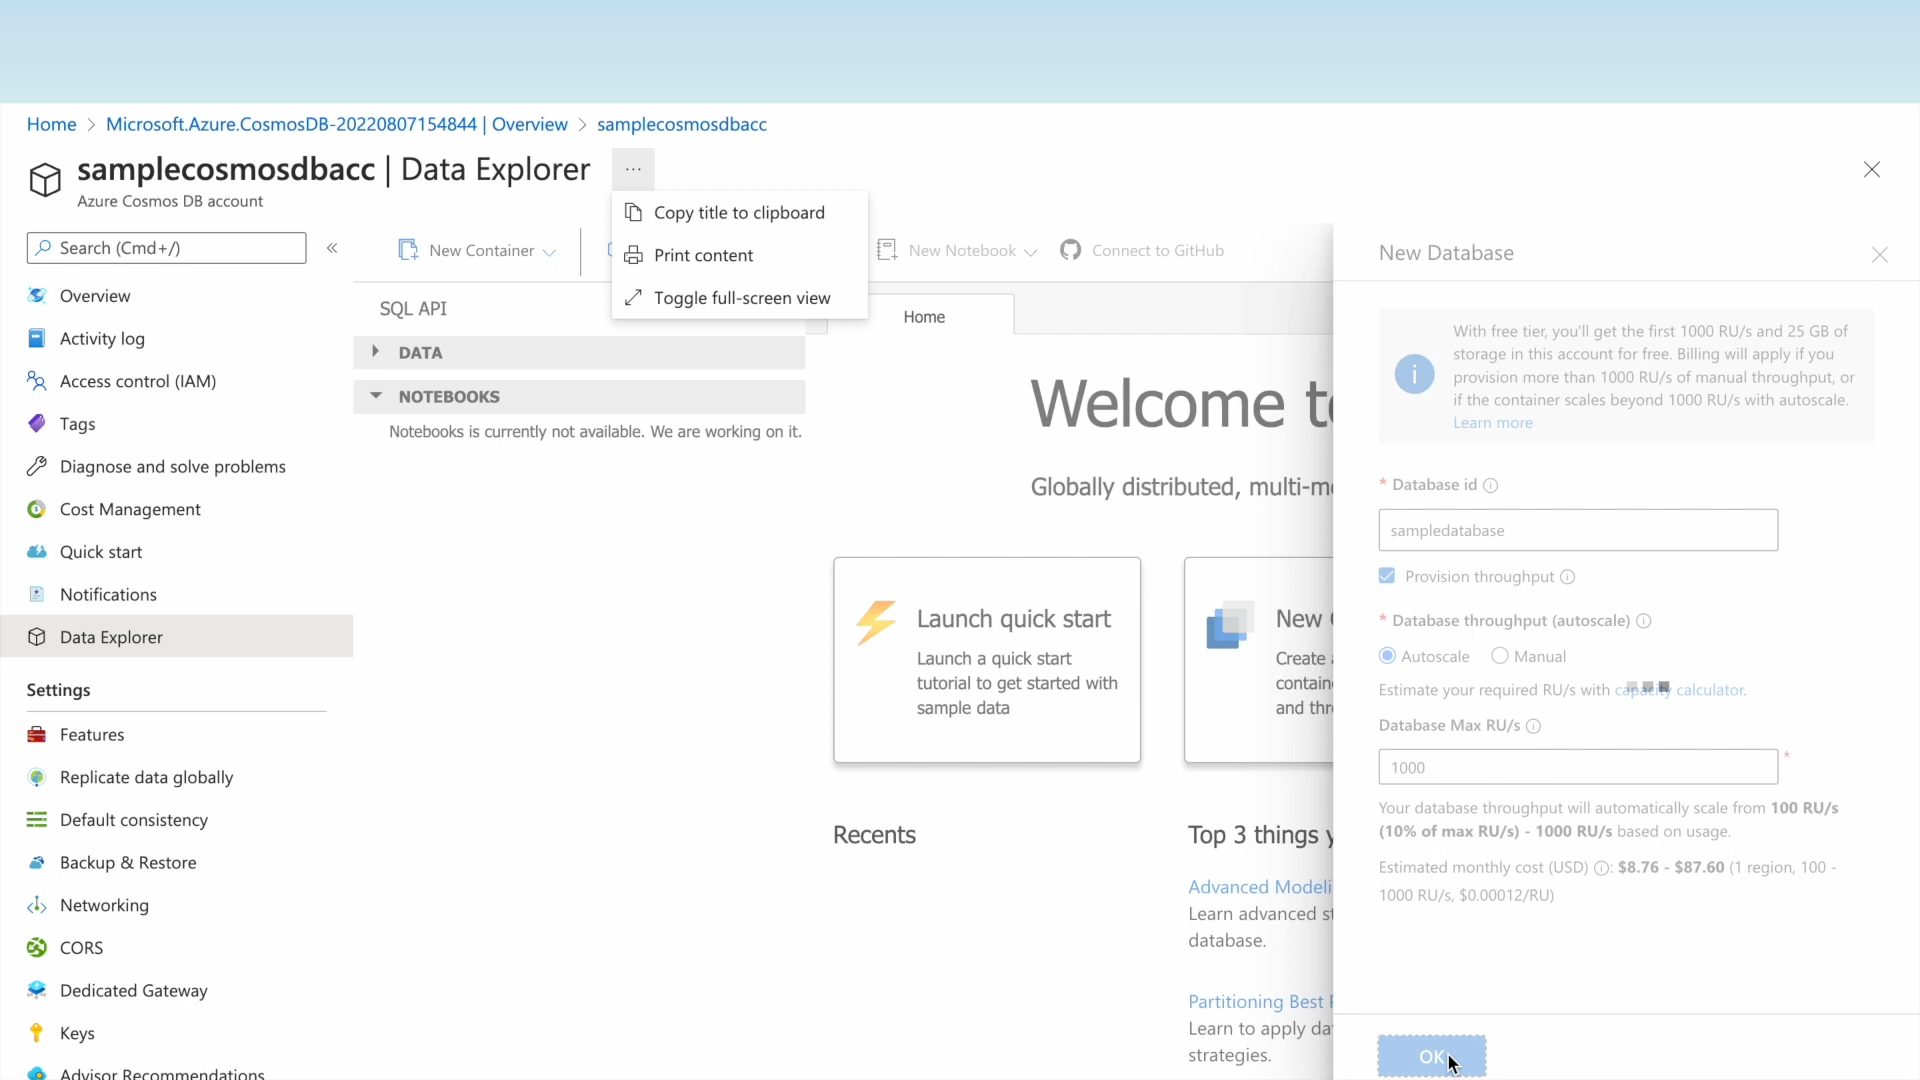 Home > Microsoft.Azure.CosmosDB-20220807154844 | Overview > samplecosmosdbacc
samplecosmosdbacc | Data Explorer ...
Azure Cosmos DB account
Copy title to clipboard
Print content
Toggle full-screen view
Search (Cmd+/)
Overview
Activity log
Access control (IAM)
Tags
Diagnose and solve problems
Cost Management
Quick start
Notifications
Data Explorer
Settings
Features
Replicate data globally
Default consistency
Backup & Restore
Networking
CORS
Dedicated Gateway
Keys
Advisor Recommendations
New Container
New Notebook
Connect to GitHub
SQL API
DATA
NOTEBOOKS
Notebooks is currently not available. We are working on it.
Home
Welcome to
Globally distributed, multi-m
Launch quick start
Launch a quick start
tutorial to get started with
sample data
New
Create
contain
and thr
Recents
Top 3 things y
Advanced Modeli
Learn advanced st
database.
Partitioning Best
Learn to apply da
strategies.
New Database
With free tier, you'll get the first 1000 RU/s and 25 GB of
storage in this account for free. Billing will apply if you
provision more than 1000 RU/s of manual throughput, or
if the container scales beyond 1000 RU/s with autoscale.
Learn more
* Database id
sampledatabase
Provision throughput
* Database throughput (autoscale)
Autoscale Manual
Estimate your required RU/s with capacity calculator.
Database Max RU/s
1000 *
Your database throughput will automatically scale from 100 RU/s
(10% of max RU/s) - 1000 RU/s based on usage.
Estimated monthly cost (USD) : $8.76 - $87.60 (1 region, 100 -
1000 RU/s, $0.00012/RU)
OK